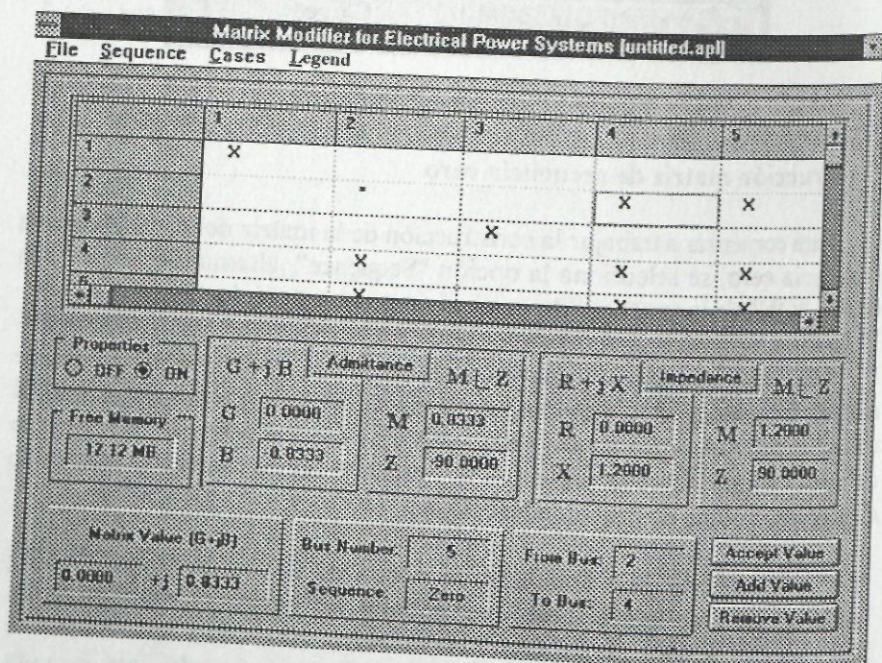 Matrix Modifier for Electrical Power Systems [untitled.apl]
File Sequence Cases Legend
1 2 3 4 5
1 X
2 . X X
3 X
4 X X X
5 X X X
Properties
OFF ON
Free Memory
17.12 MB
G + j B Admittance M∟Z
G 0.0000 M 0.8333
B -0.8333 Z -90.0000
R + j X Impedance M∟Z
R 0.0000 M 1.2000
X 1.2000 Z 90.0000
Matrix Value (G+jB)
0.0000 +j 0.8333
Bus Number: 5
Sequence: Zero
From Bus: 2
To Bus: 4
Accept Value
Add Value
Remove Value